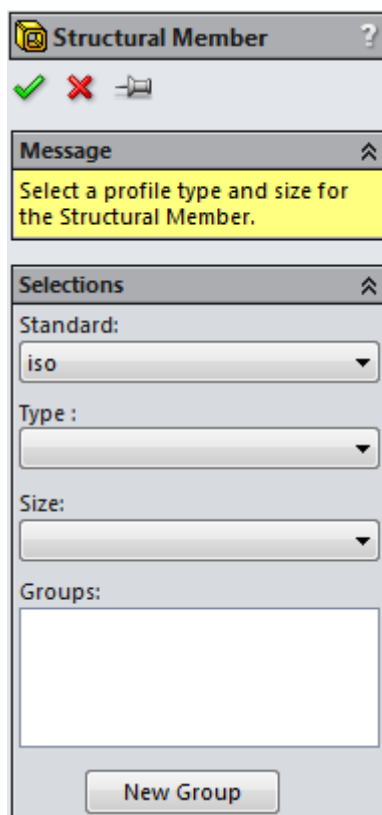 Structural Member ?
Message
Select a profile type and size for
the Structural Member.
Selections
Standard:
iso
Type :
Size:
Groups:
New Group